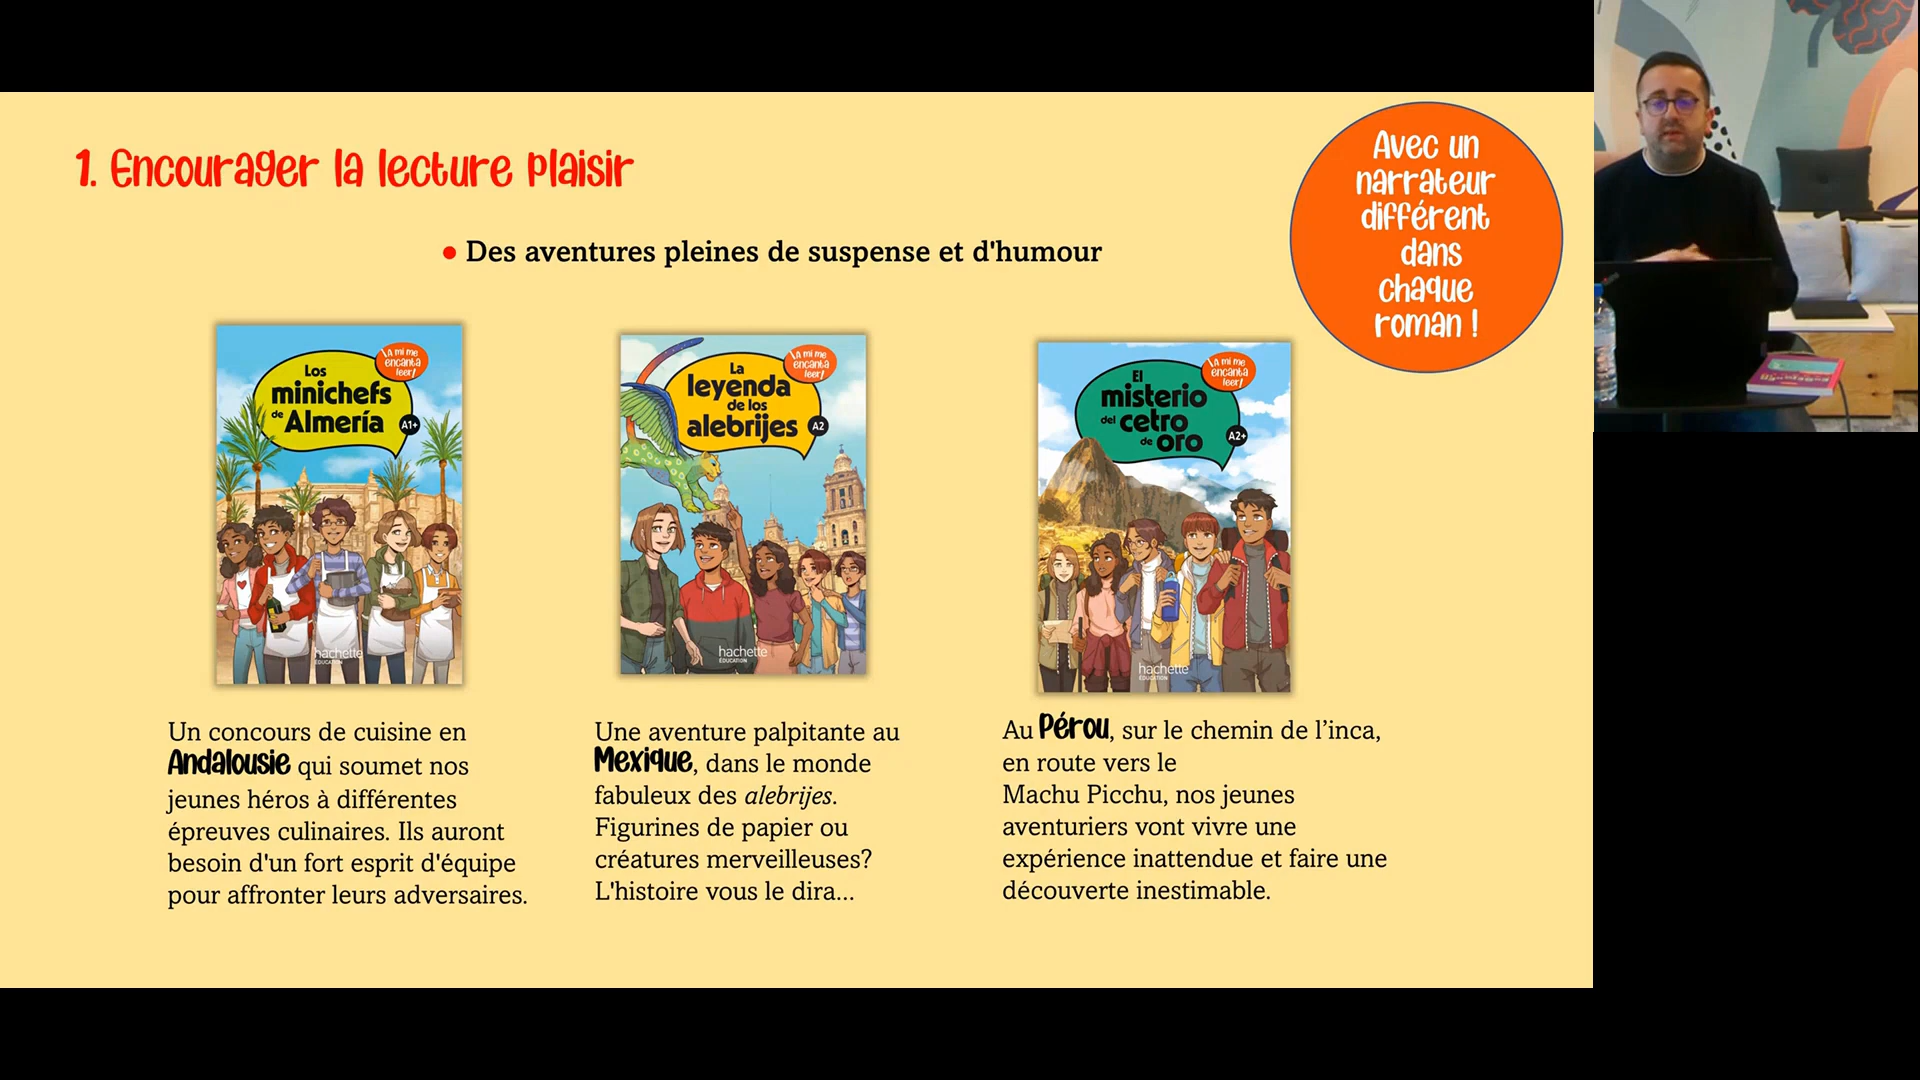 1. Encourager la lecture plaisir
Avec un
narrateur
différent
dans
chaque
roman !
• Des aventures pleines de suspense et d'humour
¡A mí me
encanta
leer!
Los
minichefs
de Almería
A1+
hachette
ÉDUCATION
¡A mí me
encanta
leer!
La
leyenda
de los
alebrijes
A2
hachette
ÉDUCATION
¡A mí me
encanta
leer!
El
misterio
del cetro
de oro
A2+
hachette
ÉDUCATION
Un concours de cuisine en
Andalousie qui soumet nos
jeunes héros à différentes
épreuves culinaires. Ils auront
besoin d'un fort esprit d'équipe
pour affronter leurs adversaires.
Une aventure palpitante au
Mexique, dans le monde
fabuleux des alebrijes.
Figurines de papier ou
créatures merveilleuses?
L'histoire vous le dira...
Au Pérou, sur le chemin de l’inca,
en route vers le
Machu Picchu, nos jeunes
aventuriers vont vivre une
expérience inattendue et faire une
découverte inestimable.